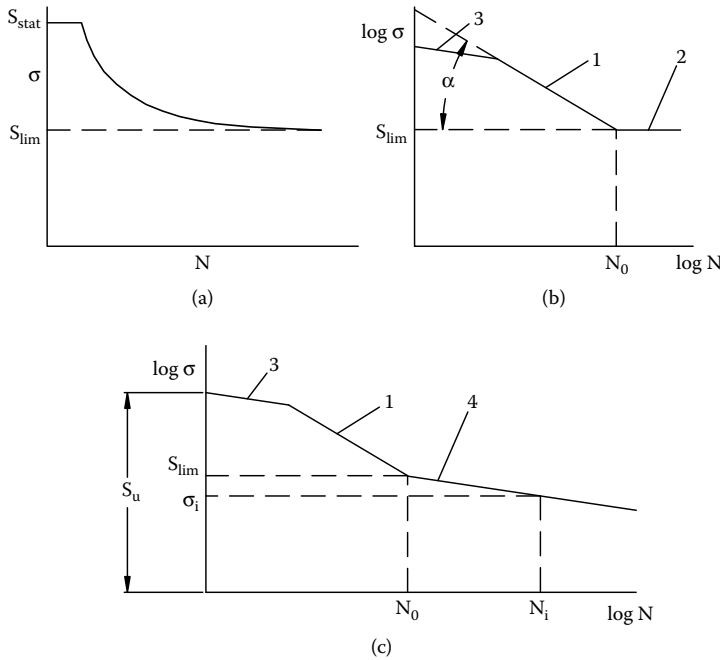 S_stat
σ
S_lim
N
(a)
log σ
3
1
2
α
S_lim
N_0
log N
(b)
log σ
3
1
4
S_lim
S_u
σ_i
N_0
N_i
log N
(c)